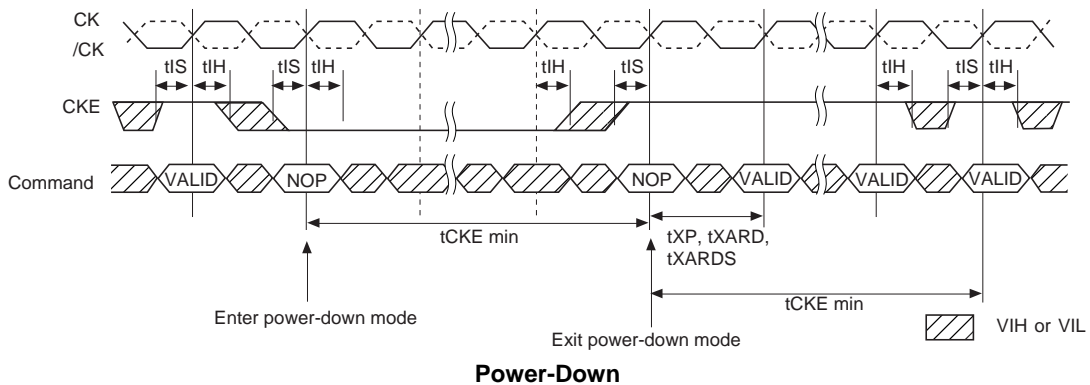 CK
/CK
tIS
tIH
tIS
tIH
tIH
tIS
tIH
tIS
tIH
CKE
Command
VALID
NOP
NOP
VALID
VALID
VALID
tCKE min
tXP, tXARD,
tXARDS
tCKE min
Enter power-down mode
Exit power-down mode
VIH or VIL
Power-Down